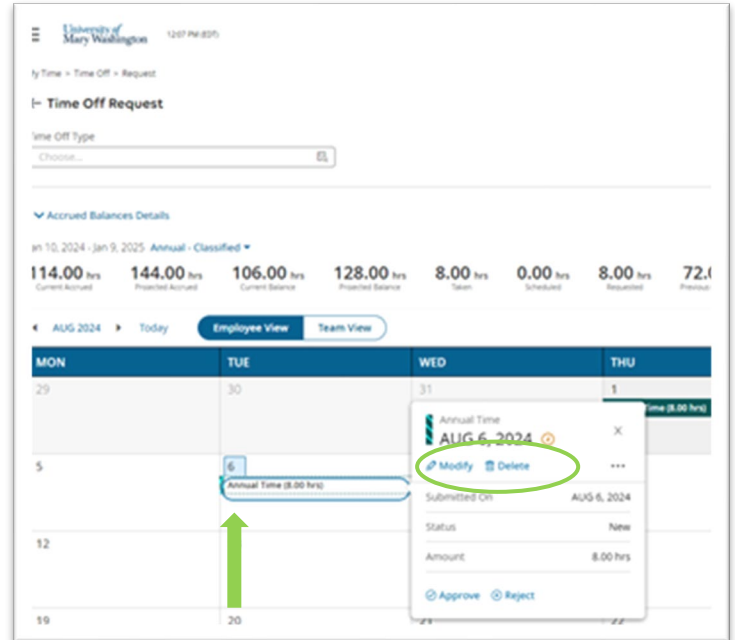 University of
Mary Washington
12:07 PM (EDT)
y Time > Time Off > Request
Time Off Request
ime Off Type
Choose...
Accrued Balances Details
an 10, 2024 - Jan 9, 2025 Annual - Classified
114.00 hrs 144.00 hrs 106.00 hrs 128.00 hrs 8.00 hrs 0.00 hrs 8.00 hrs 72.0
Current Accrued Projected Accrued Current Balance Projected Balance Taken Scheduled Requested Previous
AUG 2024 Today Employee View Team View
MON TUE WED THU
29 30 31 1
Time (8.00 hrs)
Annual Time
AUG 6, 2024
Modify Delete
5 6
Annual Time (8.00 hrs)
Submitted On AUG 6, 2024
Status New
12
Amount 8.00 hrs
Approve Reject
19 20 21 22